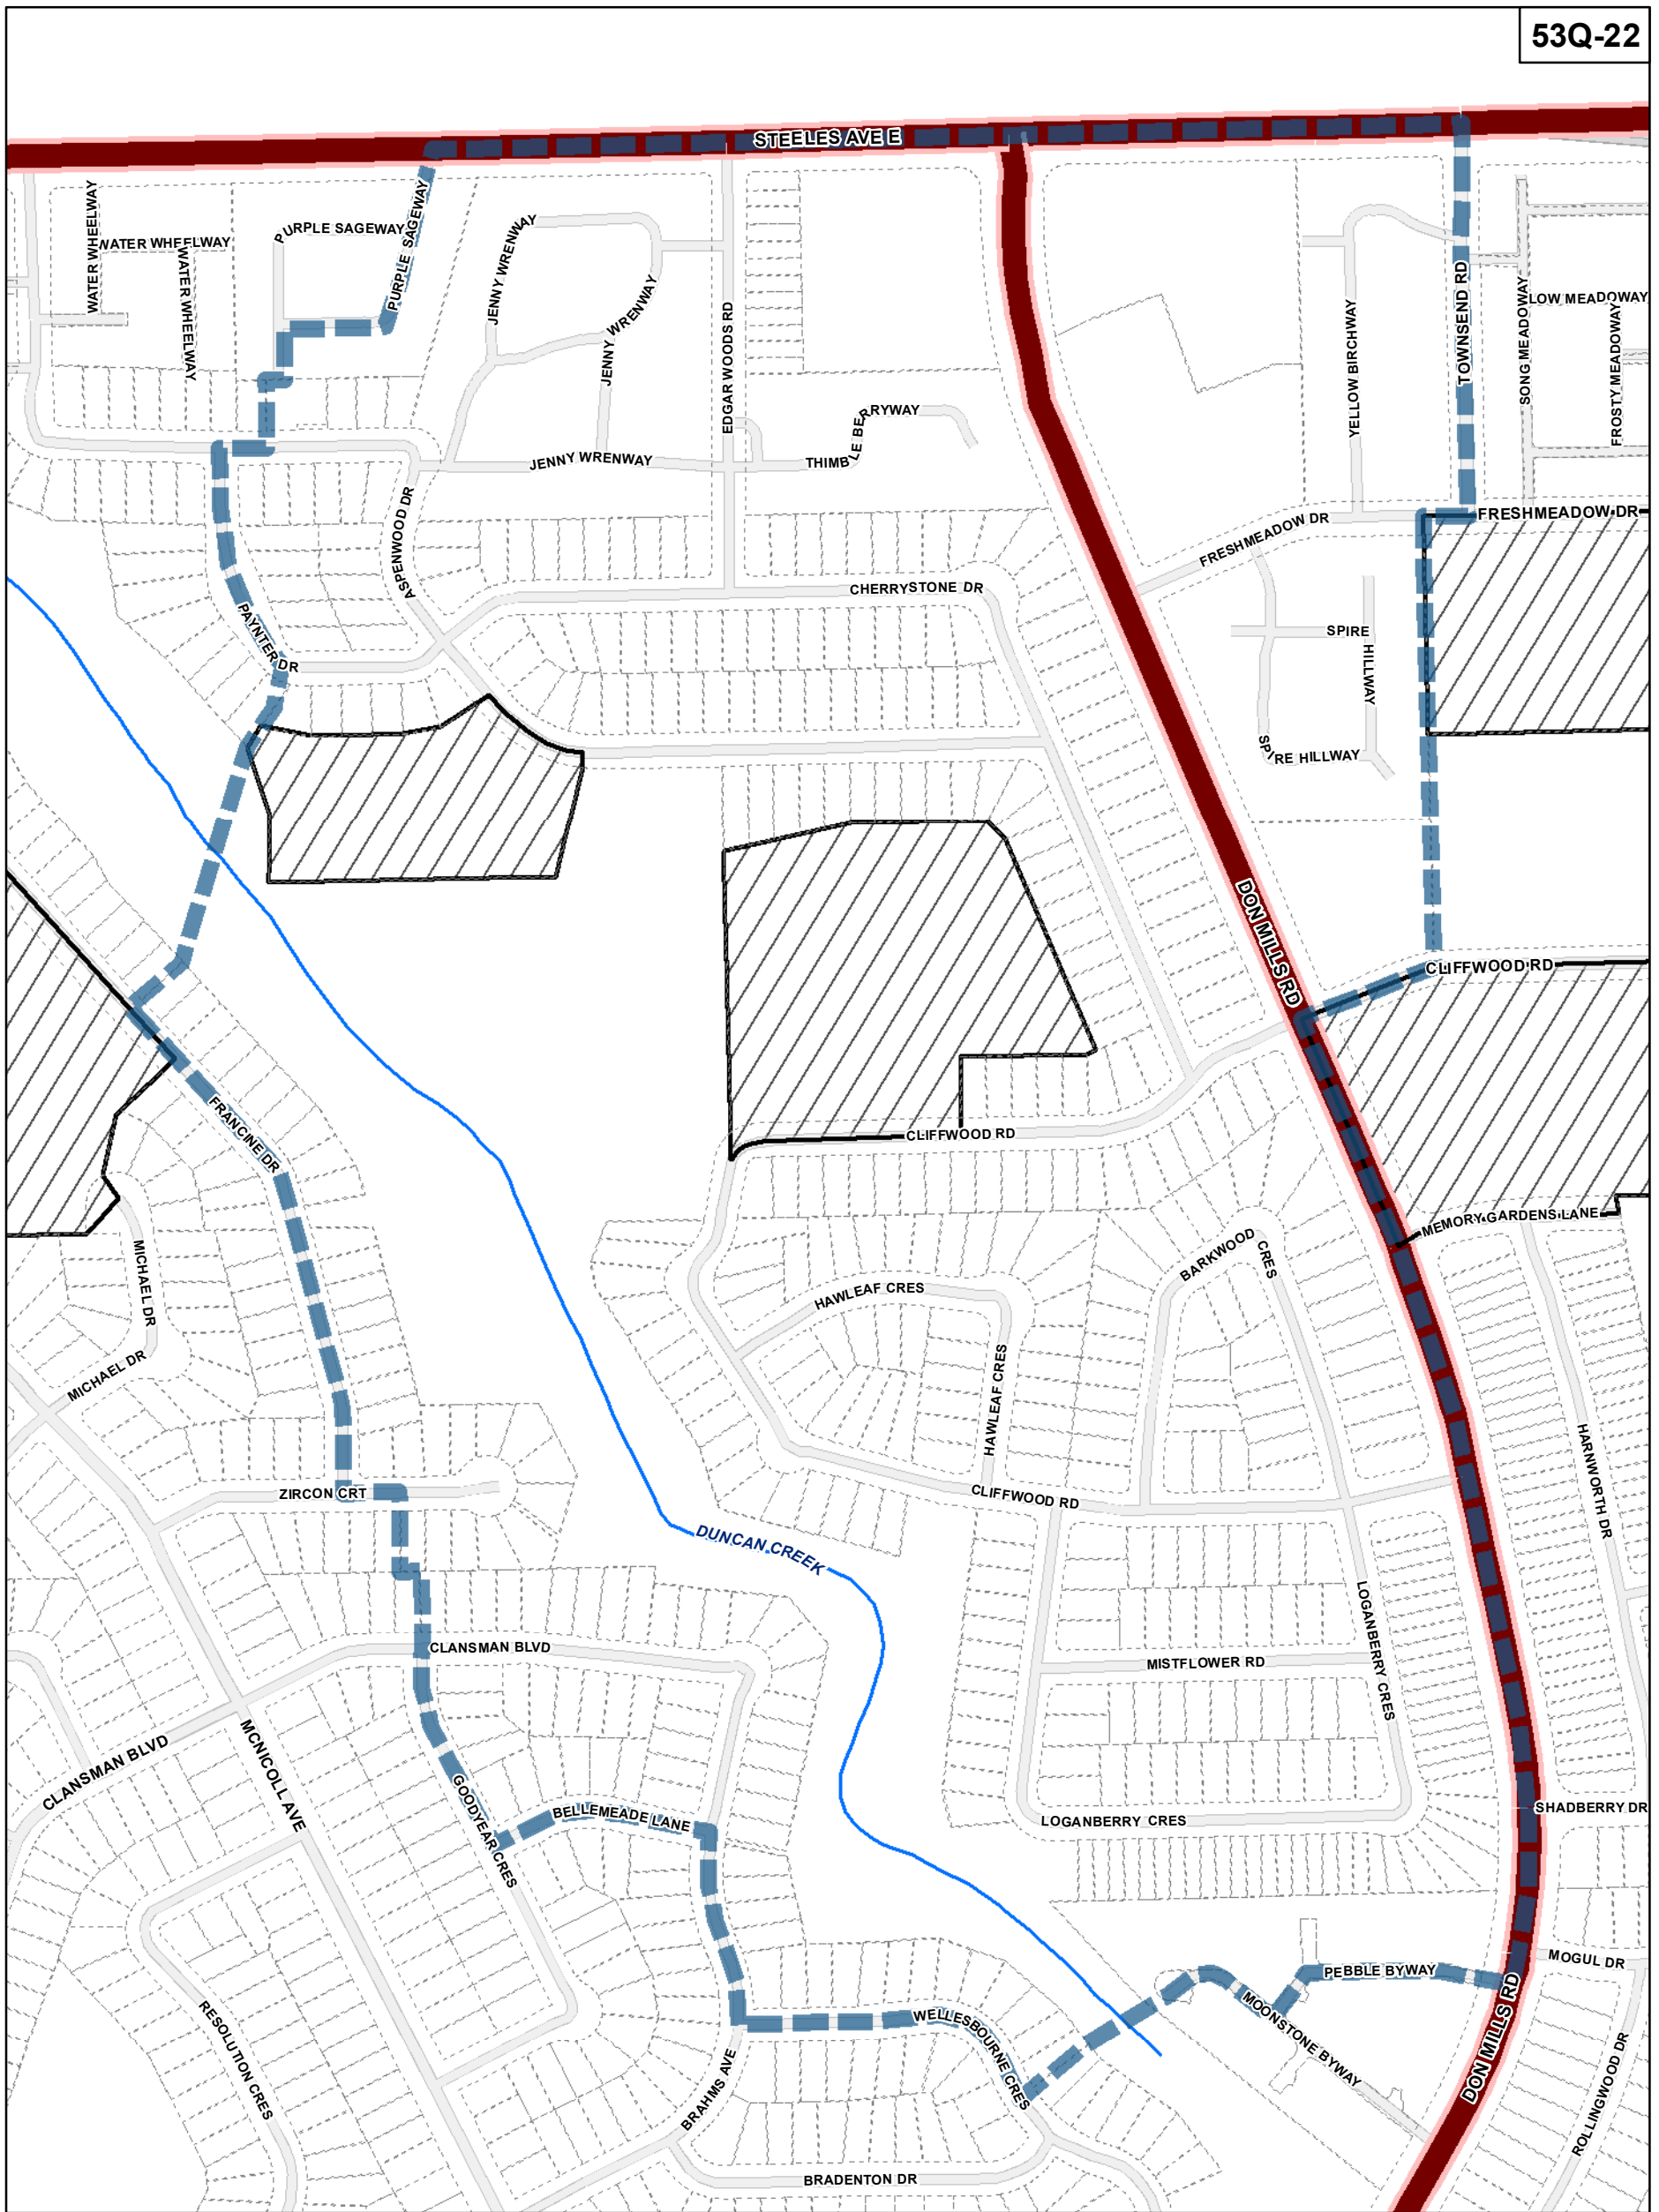 53Q-22
STEELES AVE E
WATER WHEELWAY
WATER WHEELWAY
WATER WHEELWAY
PURPLE SAGEWAY
PURPLE SAGEWAY
JENNY WRENWAY
JENNY WRENWAY
JENNY WRENWAY
EDGAR WOODS RD
THIMBLE BERRYWAY
YELLOW BIRCHWAY
TOWNSEND RD
SONG MEADOWAY
LOW MEADOWAY
FROSTY MEADOWAY
FRESHMEADOW DR
FRESHMEADOW DR
ASPENWOOD DR
CHERRYSTONE DR
PAYNTER DR
SPIRE HILLWAY
SPIRE HILLWAY
DON MILLS RD
CLIFFWOOD RD
FRANCINE DR
CLIFFWOOD RD
MEMORY GARDENS LANE
MICHAEL DR
MICHAEL DR
BARKWOOD CRES
HAWLEAF CRES
HAWLEAF CRES
HARNWORTH DR
ZIRCON CRT
CLIFFWOOD RD
DUNCAN CREEK
LOGANBERRY CRES
CLANSMAN BLVD
MISTFLOWER RD
CLANSMAN BLVD
MCNICOLL AVE
GOODYEAR CRES
BELLEMEADE LANE
LOGANBERRY CRES
SHADBERRY DR
MOGUL DR
PEBBLE BYWAY
MOONSTONE BYWAY
WELLESBOURNE CRES
RESOLUTION CRES
BRAHMS AVE
DON MILLS RD
ROLLINGWOOD DR
BRADENTON DR